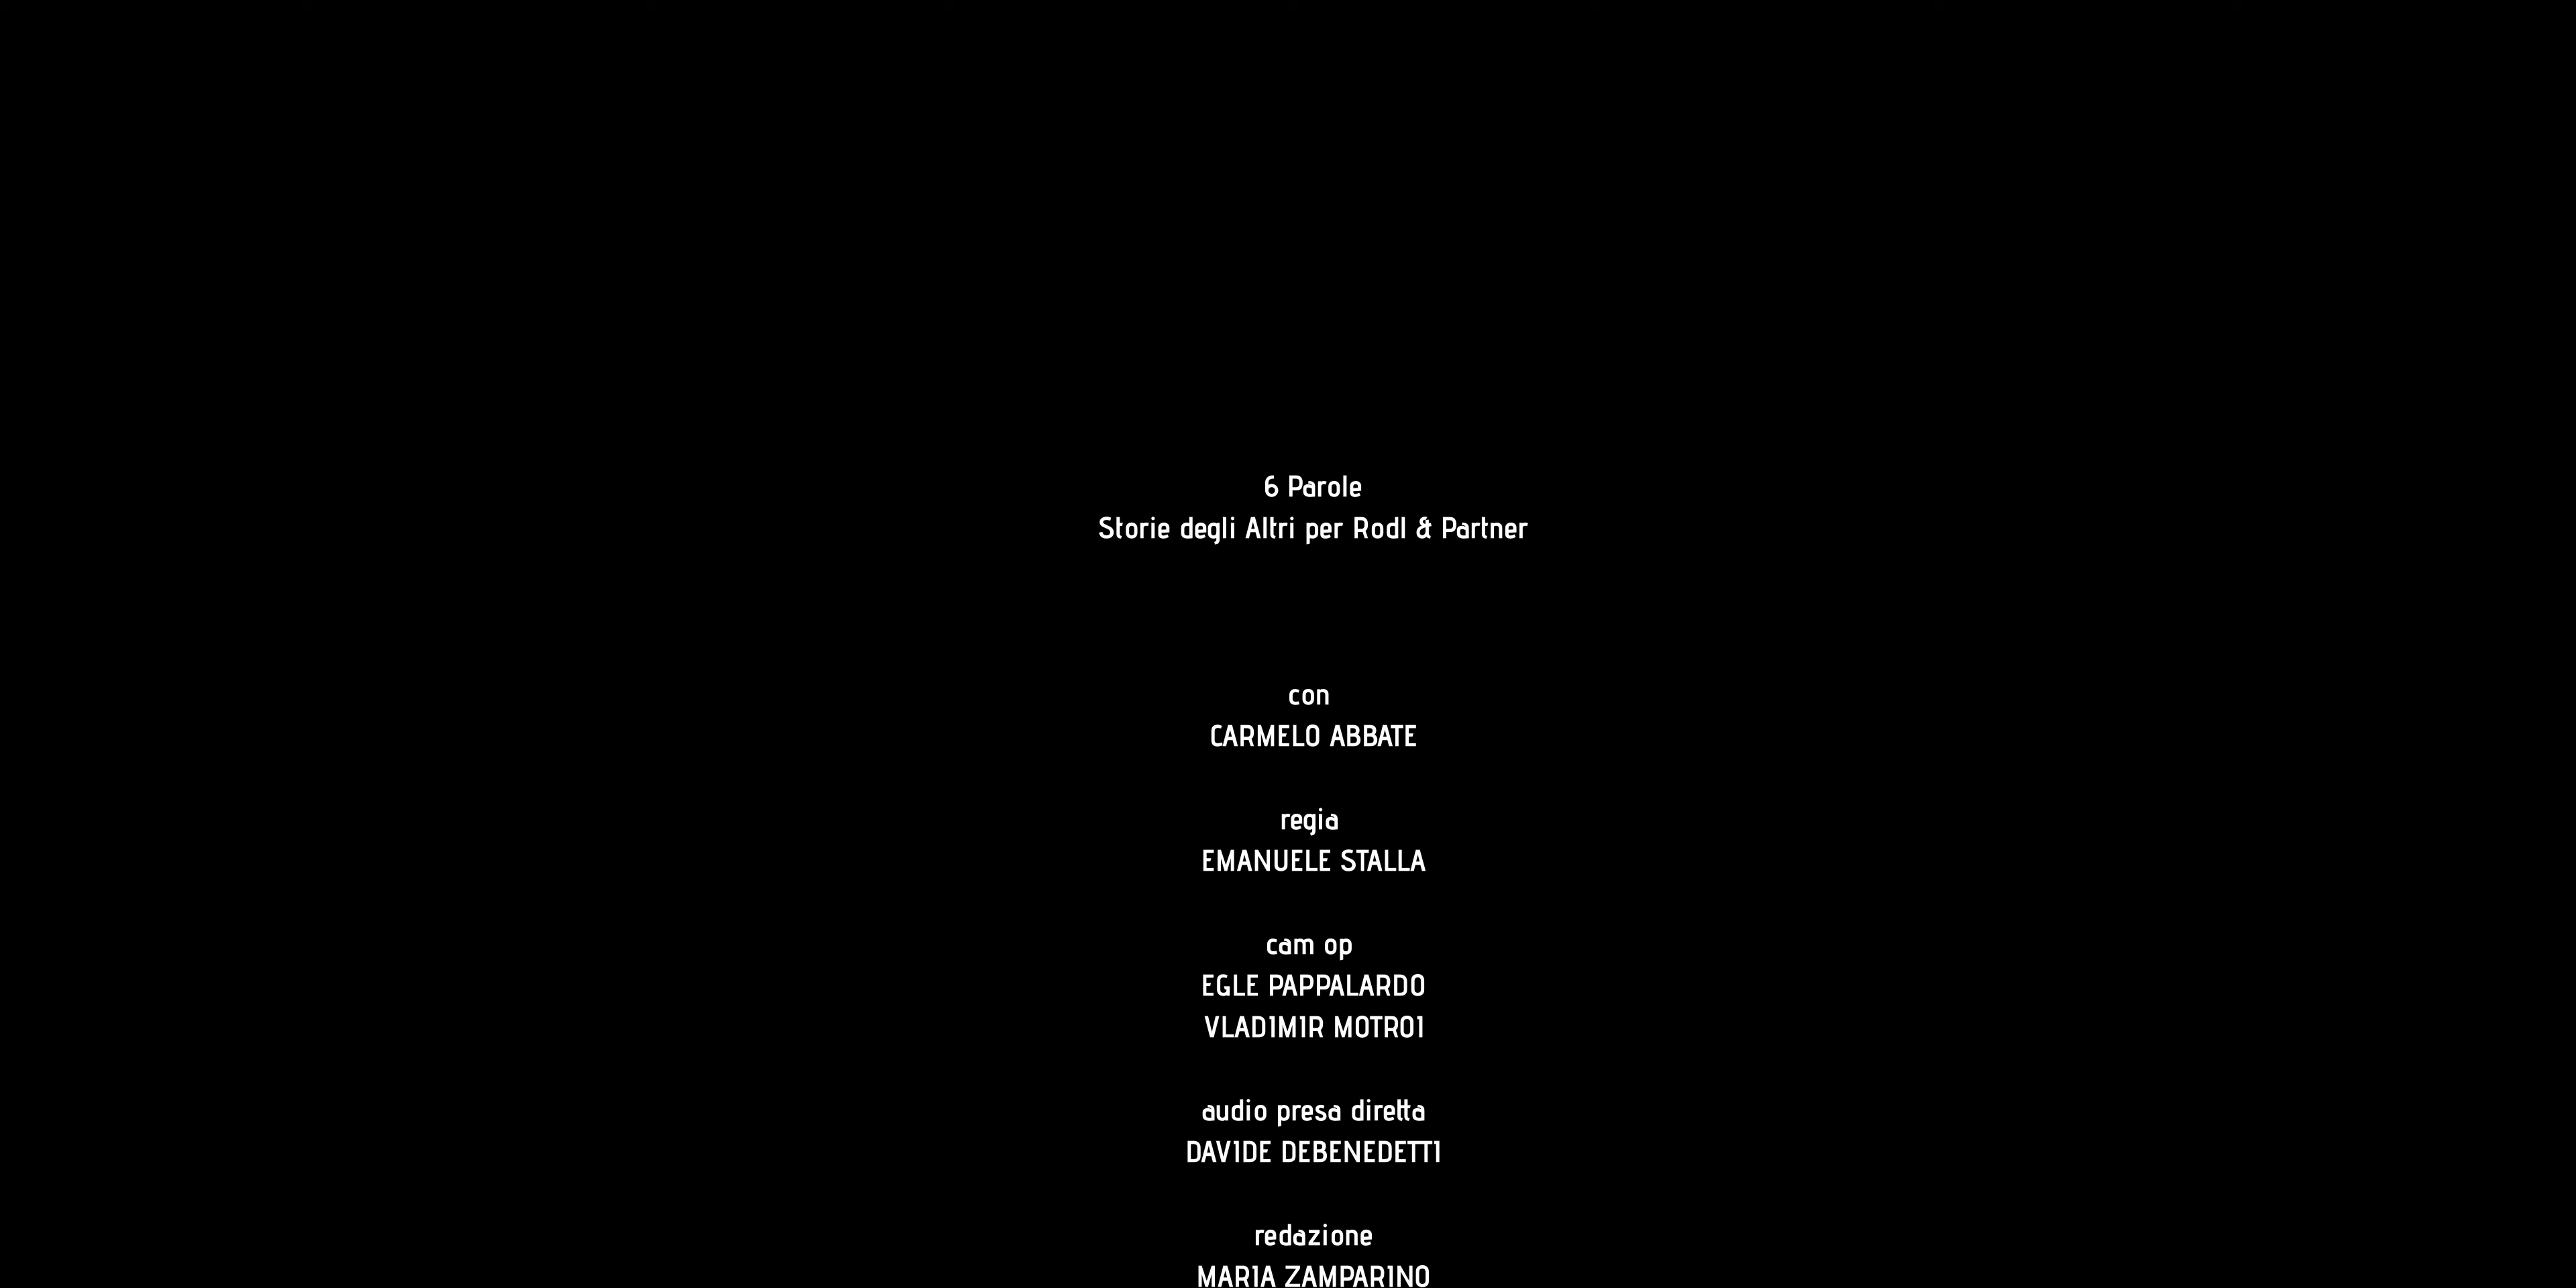 6 Parole
Storie degli Altri per Rodl & Partner
con
CARMELO ABBATE
regia
EMANUELE STALLA
cam op
EGLE PAPPALARDO
VLADIMIR MOTROI
audio presa diretta
DAVIDE DEBENEDETTI
redazione
MARIA ZAMPARINO